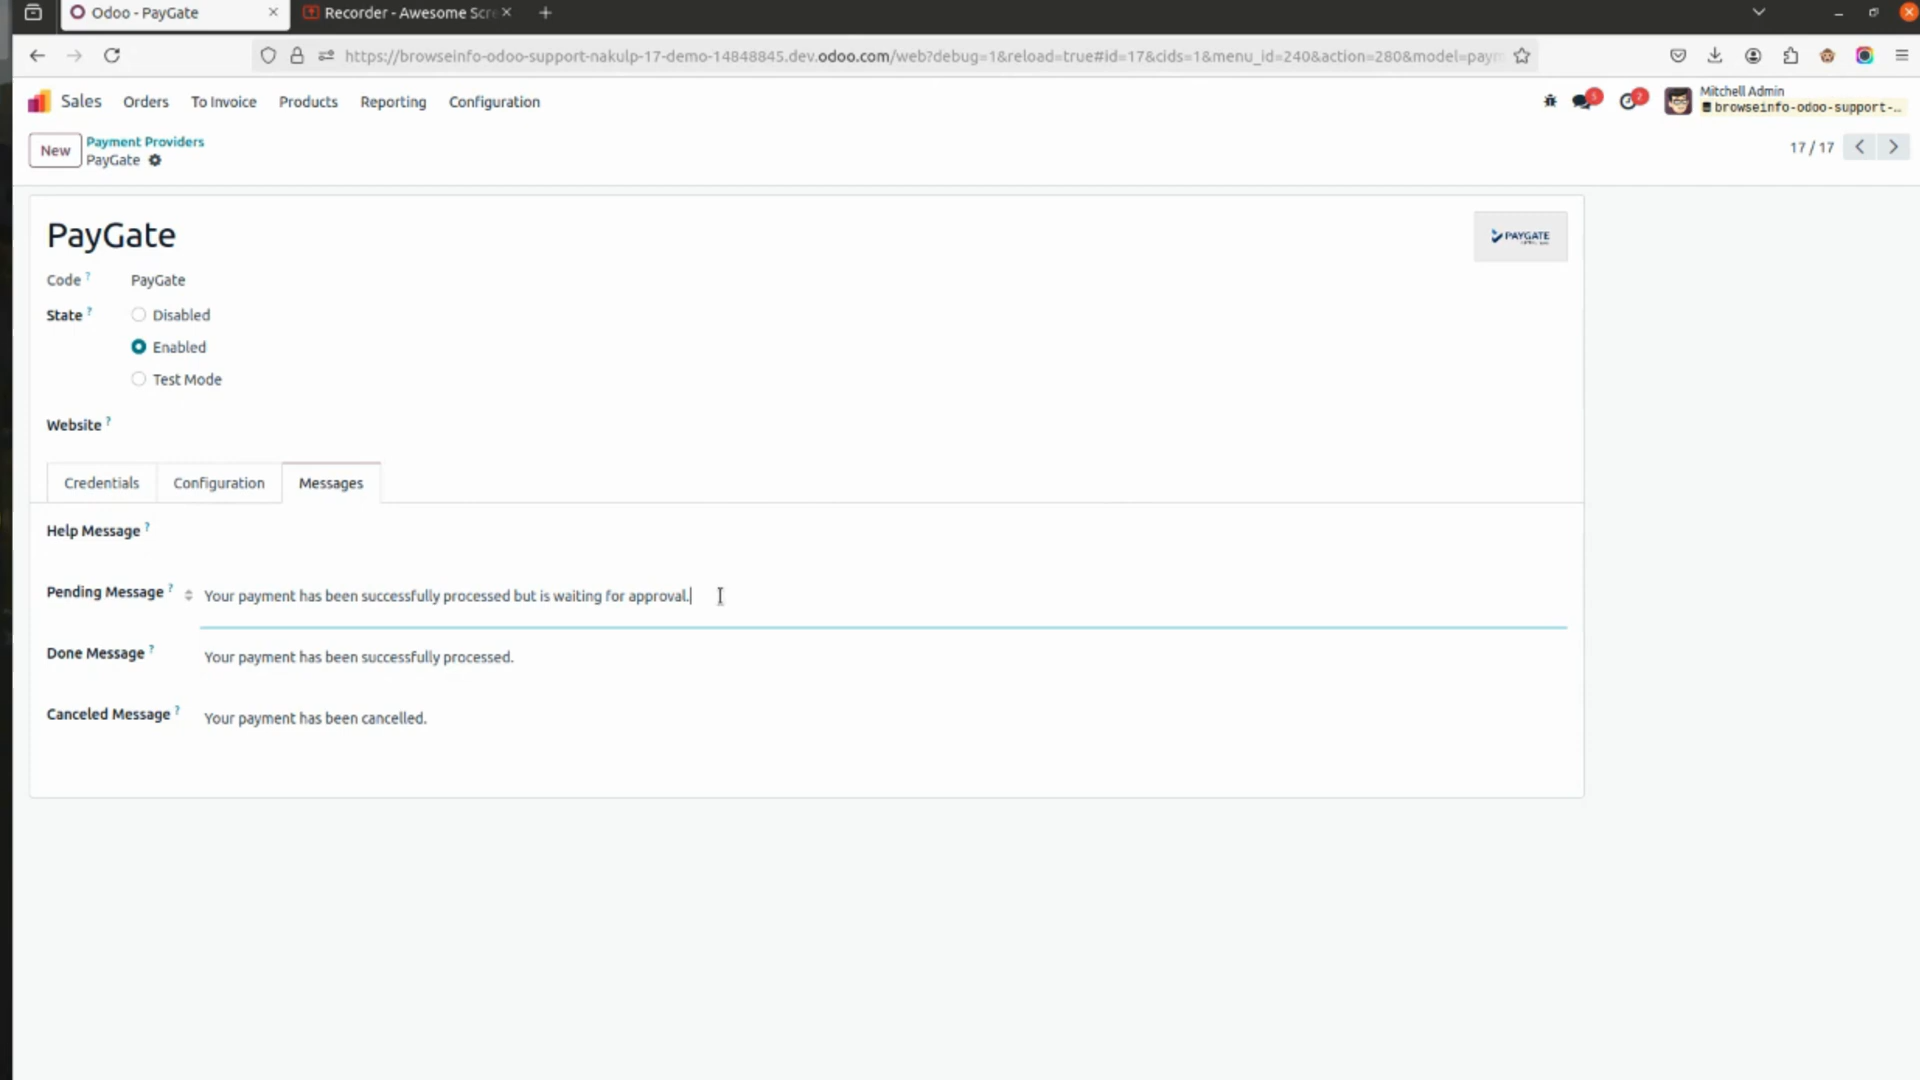 Odoo - PayGate
Recorder - Awesome Scre
https://browseinfo-odoo-support-nakulp-17-demo-14848845.dev.odoo.com/web?debug=1&reload=true#id=17&cids=1&menu_id=240&action=280&model=paym
Sales Orders To Invoice Products Reporting Configuration
5
2
Mitchell Admin
browseinfo-odoo-support-...
New
Payment Providers
PayGate
17 / 17
PayGate
PAYGATE
Code ? PayGate
State ? Disabled
Enabled
Test Mode
Website ?
Credentials Configuration Messages
Help Message ?
Pending Message ? Your payment has been successfully processed but is waiting for approval.
Done Message ? Your payment has been successfully processed.
Canceled Message ? Your payment has been cancelled.